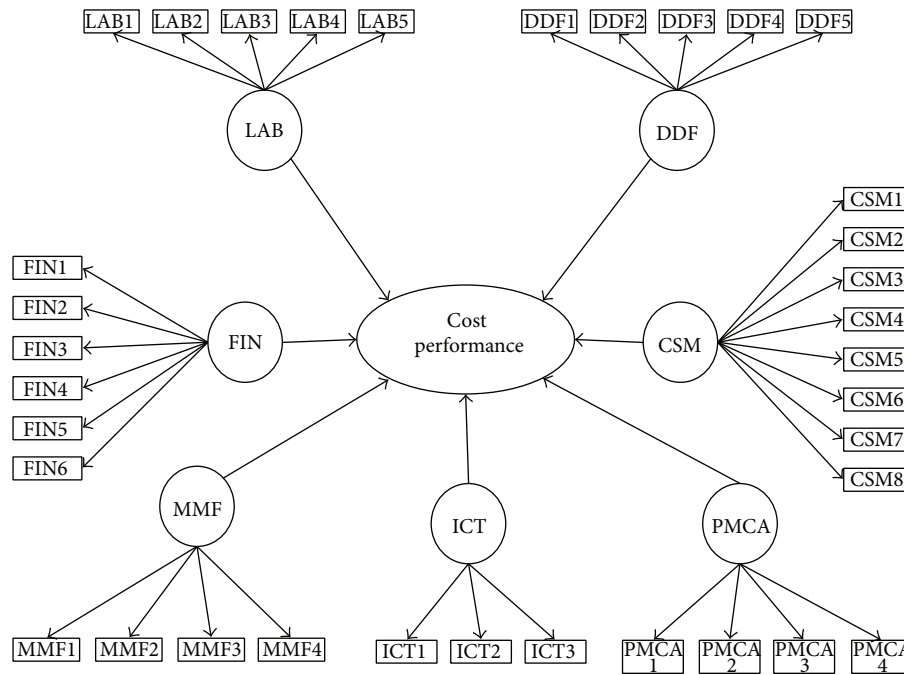 LAB1 LAB2 LAB3 LAB4 LAB5
DDF1 DDF2 DDF3 DDF4 DDF5
LAB
DDF
CSM1
CSM2
CSM3
CSM4
CSM5
CSM6
CSM7
CSM8
FIN1
FIN2
FIN3
FIN4
FIN5
FIN6
FIN
Cost
performance
CSM
MMF
ICT
PMCA
MMF1 MMF2 MMF3 MMF4
ICT1 ICT2 ICT3
PMCA
1
PMCA
2
PMCA
3
PMCA
4